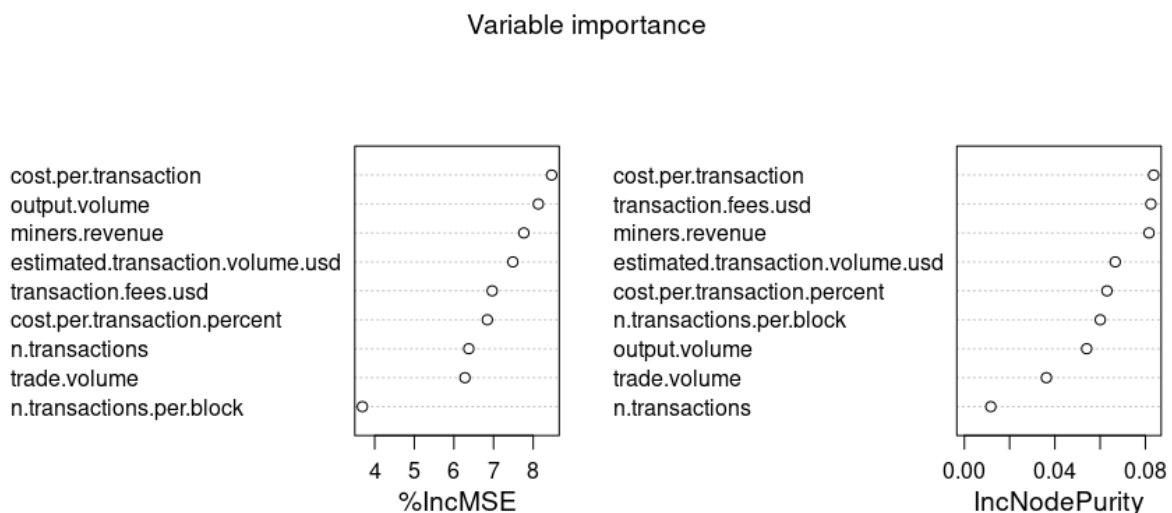 Variable importance
cost.per.transaction
output.volume
miners.revenue
estimated.transaction.volume.usd
transaction.fees.usd
cost.per.transaction.percent
n.transactions
trade.volume
n.transactions.per.block
4 5 6 7 8
%IncMSE
cost.per.transaction
transaction.fees.usd
miners.revenue
estimated.transaction.volume.usd
cost.per.transaction.percent
n.transactions.per.block
output.volume
trade.volume
n.transactions
0.00 0.04 0.08
IncNodePurity